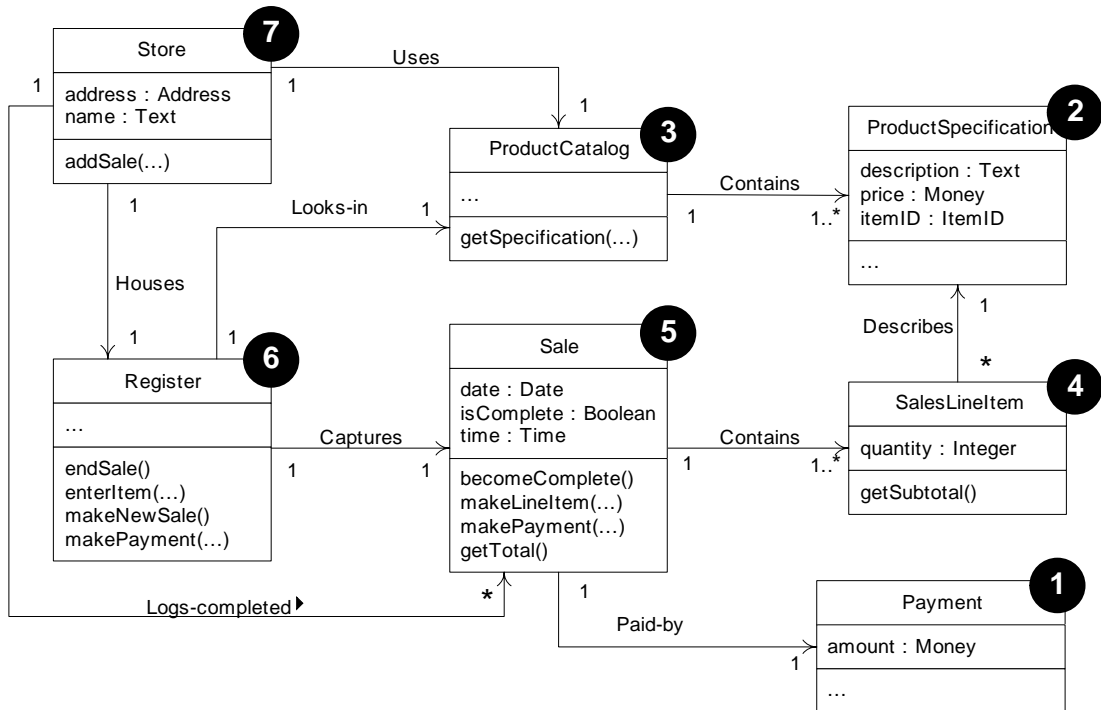 Store
7
address : Address
name : Text
addSale(...)
1
1
Uses
1
ProductCatalog
3
...
getSpecification(...)
Contains
1
1..*
ProductSpecification
2
description : Text
price : Money
itemID : ItemID
...
1
Looks-in
1
Houses
1
1
Describes
1
*
Register
6
...
endSale()
enterItem(...)
makeNewSale()
makePayment(...)
Captures
1
1
Sale
5
date : Date
isComplete : Boolean
time : Time
becomeComplete()
makeLineItem(...)
makePayment(...)
getTotal()
Contains
1
1..*
SalesLineItem
4
quantity : Integer
getSubtotal()
Logs-completed
*
1
Paid-by
1
Payment
1
amount : Money
...